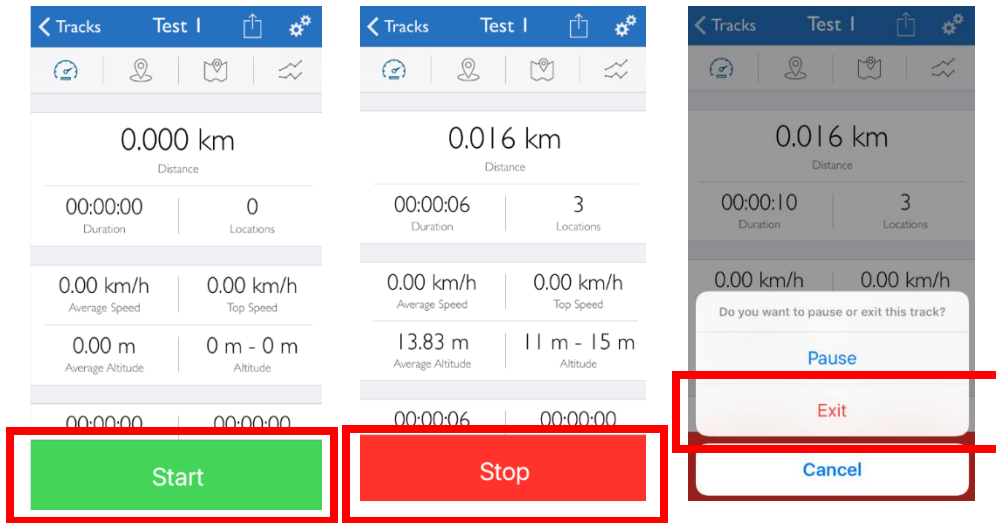 Tracks Test 1
0.000 km
Distance
00:00:00 0
Duration Locations
0.00 km/h 0.00 km/h
Average Speed Top Speed
0.00 m 0 m - 0 m
Average Altitude Altitude
00:00:00 00:00:00
Start
Tracks Test 1
0.016 km
Distance
00:00:06 3
Duration Locations
0.00 km/h 0.00 km/h
Average Speed Top Speed
13.83 m 11 m - 15 m
Average Altitude Altitude
00:00:06 00:00:00
Stop
Tracks Test 1
0.016 km
Distance
00:00:10 3
Duration Locations
0.00 km/h 0.00 km/h
Do you want to pause or exit this track?
Pause
Exit
Cancel